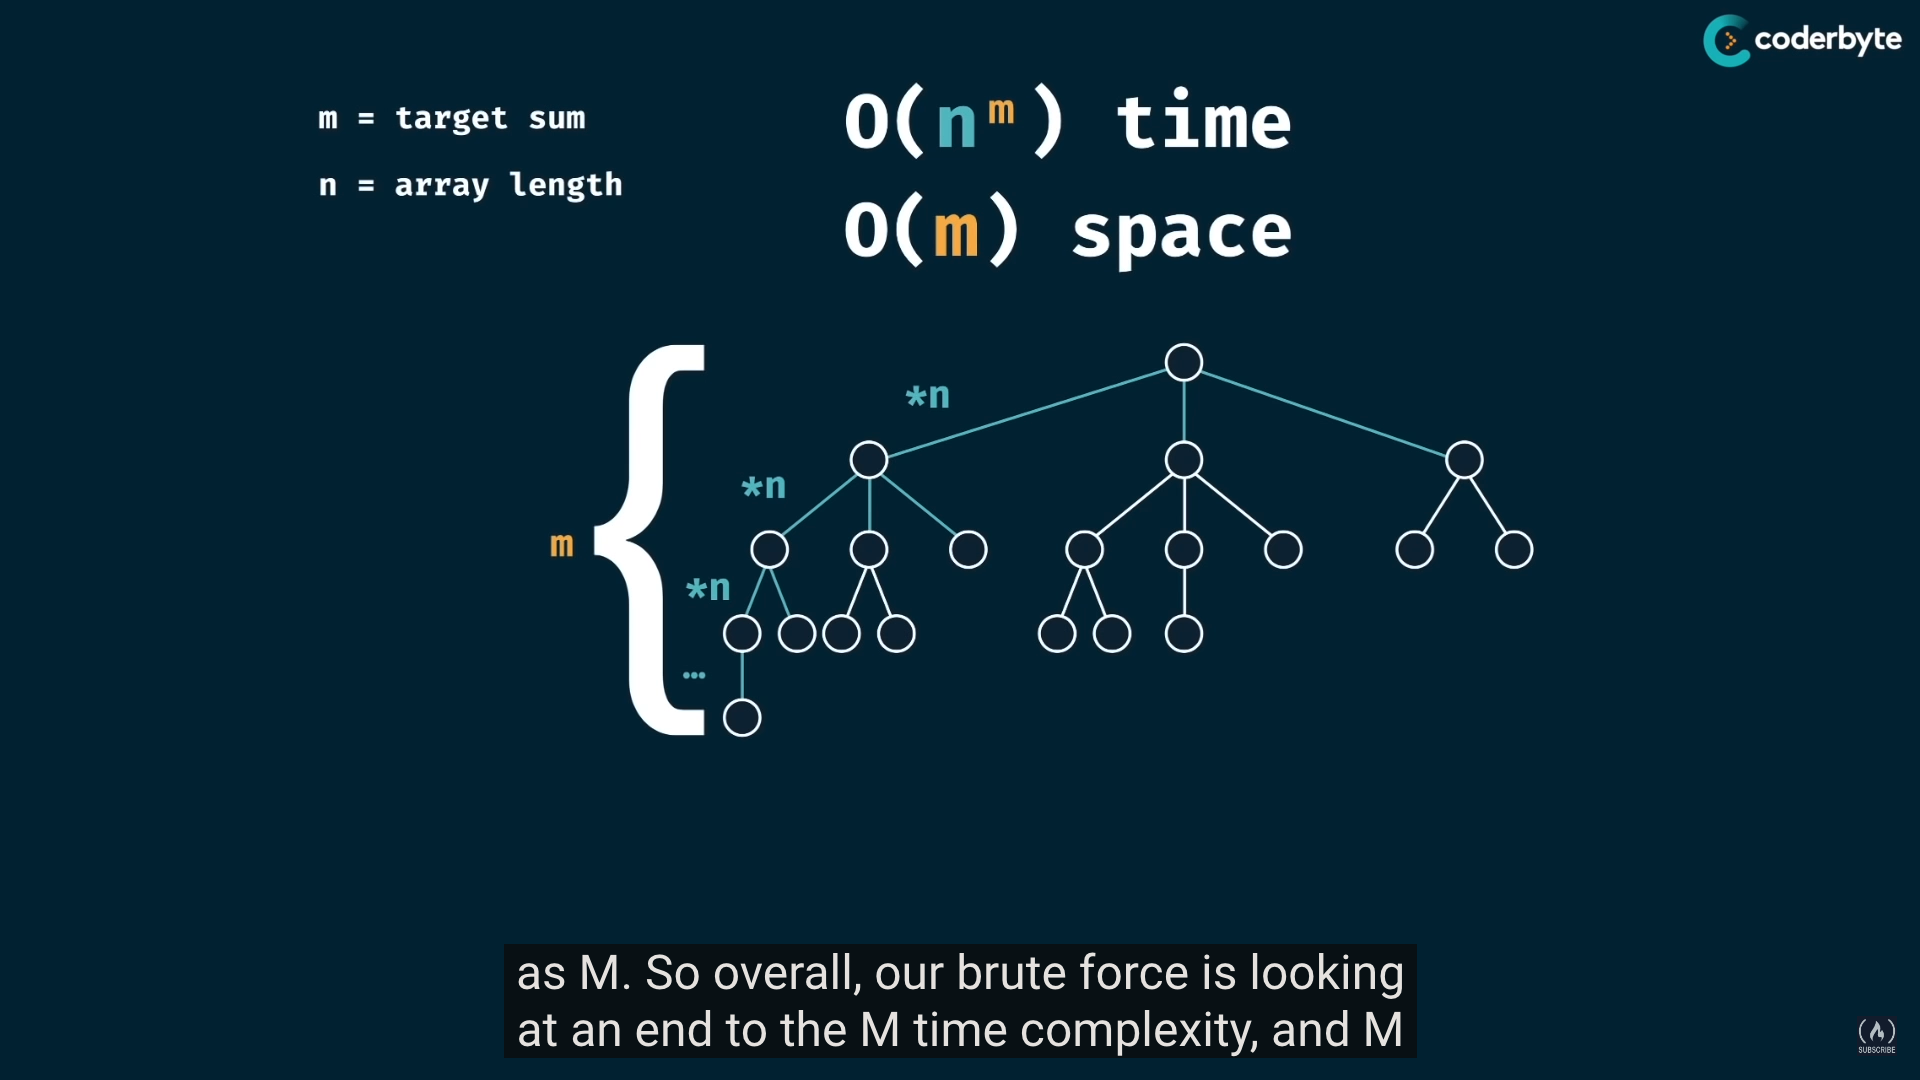 coderbyte
m = target sum
n = array length
O(n^m) time
O(m) space
*n
*n
m
*n
...
as M. So overall, our brute force is looking
at an end to the M time complexity, and M
SUBSCRIBE